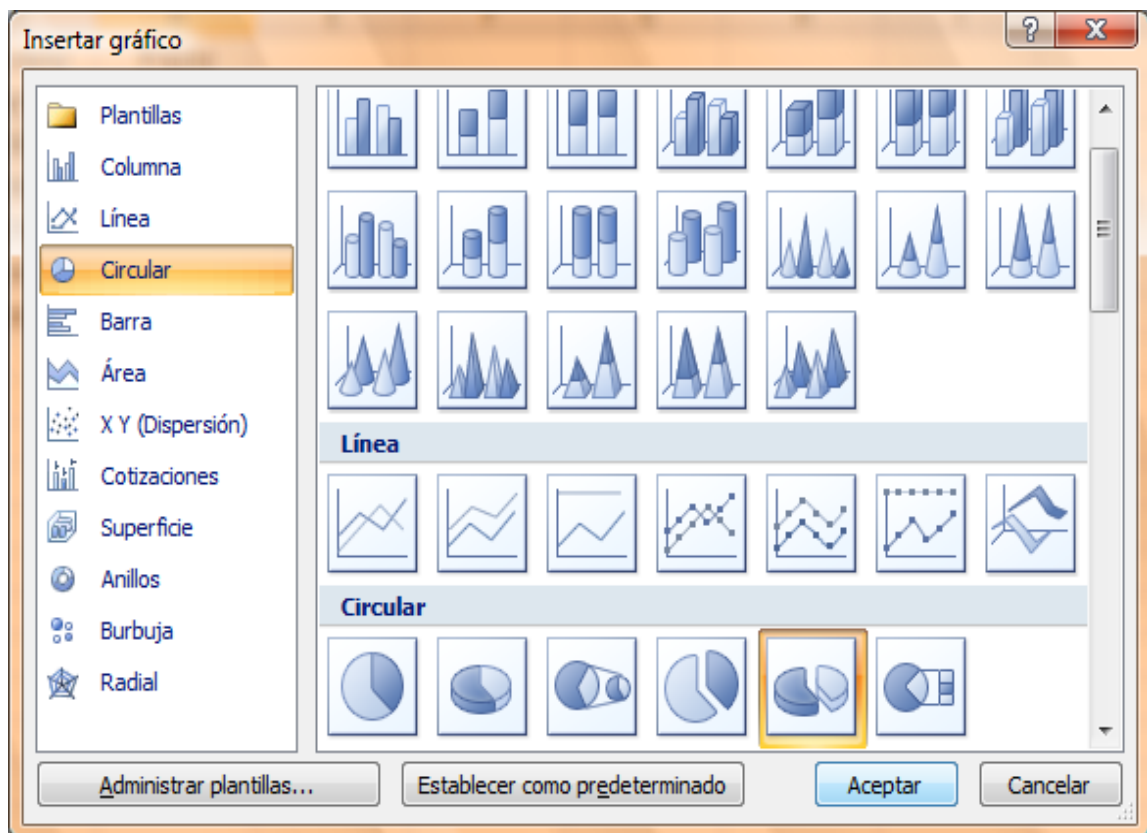 Insertar gráfico
Plantillas
Columna
Línea
Circular
Barra
Área
X Y (Dispersión)
Cotizaciones
Superficie
Anillos
Burbuja
Radial
Línea
Circular
Administrar plantillas...
Establecer como predeterminado
Aceptar
Cancelar